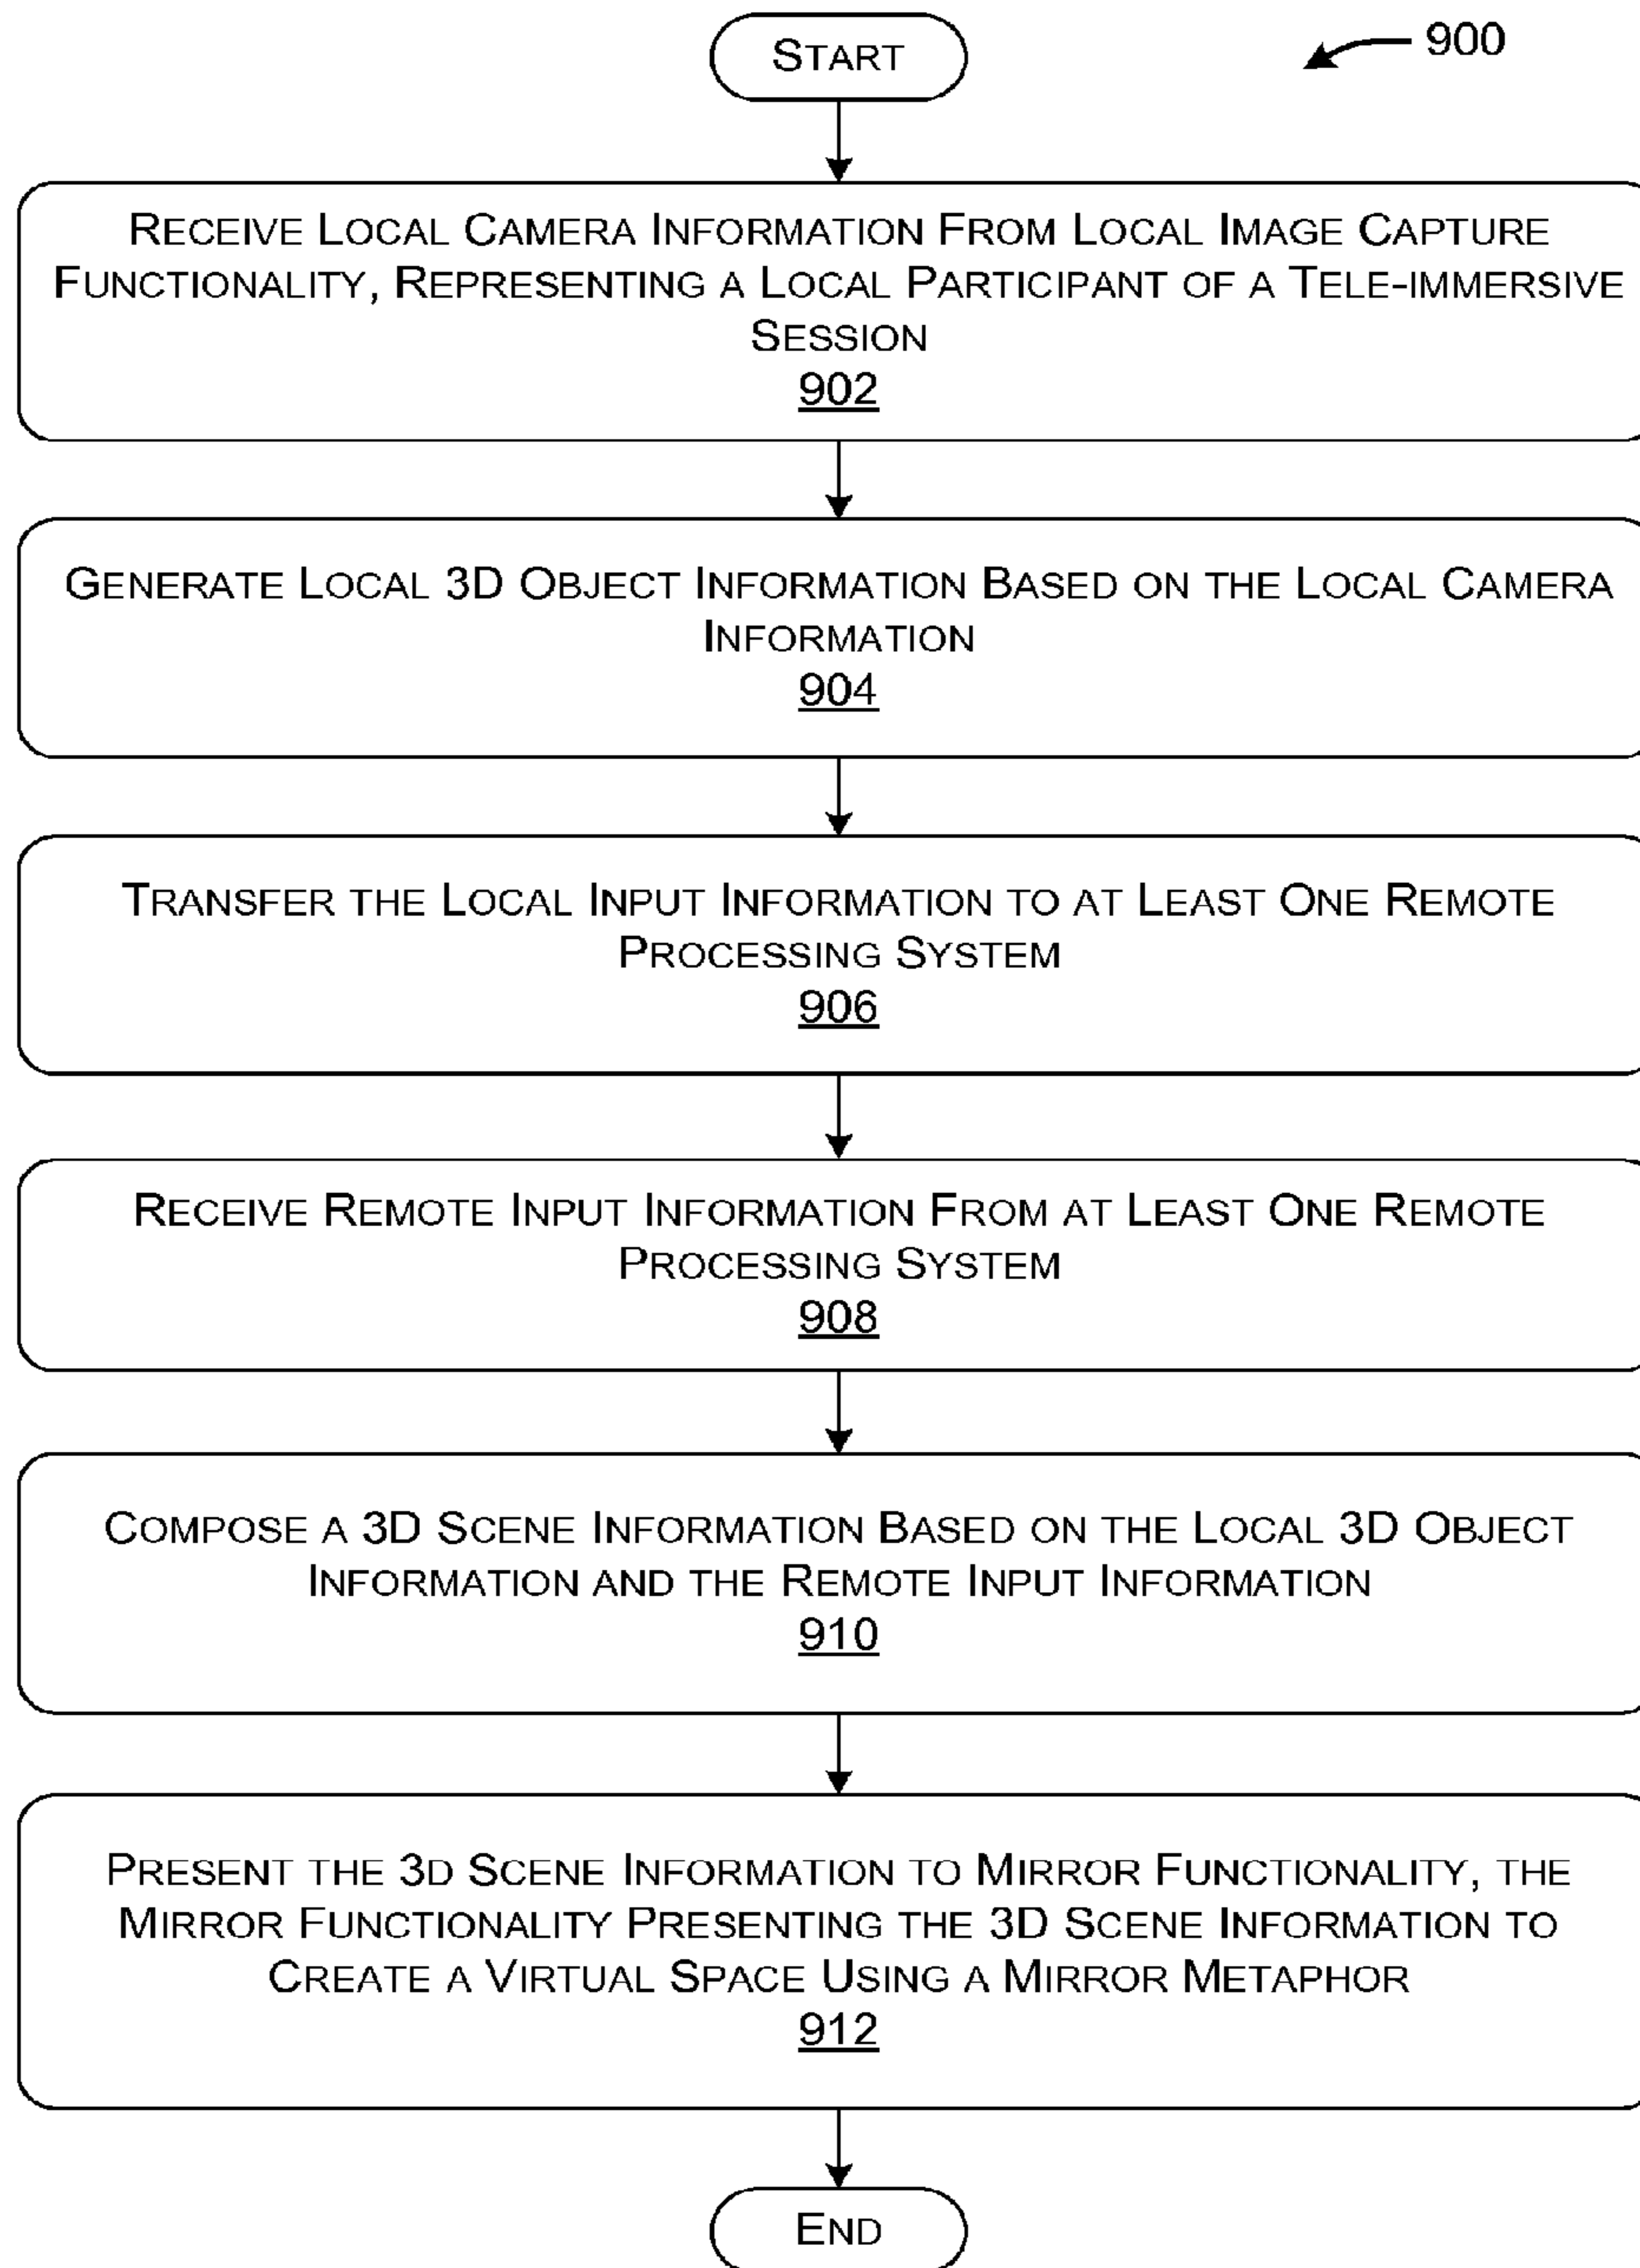 START
900
RECEIVE LOCAL CAMERA INFORMATION FROM LOCAL IMAGE CAPTURE
FUNCTIONALITY, REPRESENTING A LOCAL PARTICIPANT OF A TELE-IMMERSIVE
SESSION
902
GENERATE LOCAL 3D OBJECT INFORMATION BASED ON THE LOCAL CAMERA
INFORMATION
904
TRANSFER THE LOCAL INPUT INFORMATION TO AT LEAST ONE REMOTE
PROCESSING SYSTEM
906
RECEIVE REMOTE INPUT INFORMATION FROM AT LEAST ONE REMOTE
PROCESSING SYSTEM
908
COMPOSE A 3D SCENE INFORMATION BASED ON THE LOCAL 3D OBJECT
INFORMATION AND THE REMOTE INPUT INFORMATION
910
PRESENT THE 3D SCENE INFORMATION TO MIRROR FUNCTIONALITY, THE
MIRROR FUNCTIONALITY PRESENTING THE 3D SCENE INFORMATION TO
CREATE A VIRTUAL SPACE USING A MIRROR METAPHOR
912
END